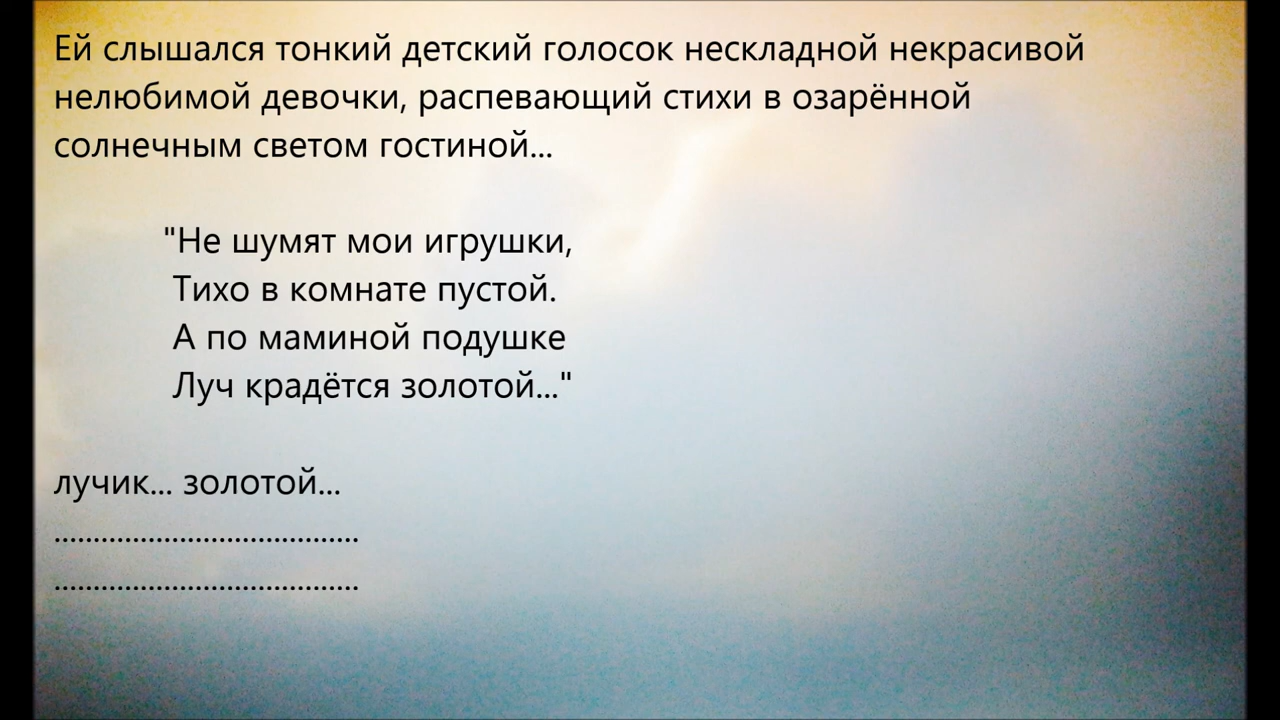 Ей слышался тонкий детский голосок нескладной некрасивой
нелюбимой девочки, распевающий стихи в озарённой
солнечным светом гостиной...
"Не шумят мои игрушки,
Тихо в комнате пустой.
А по маминой подушке
Луч крадётся золотой..."
лучик... золотой...
.......................................
.......................................